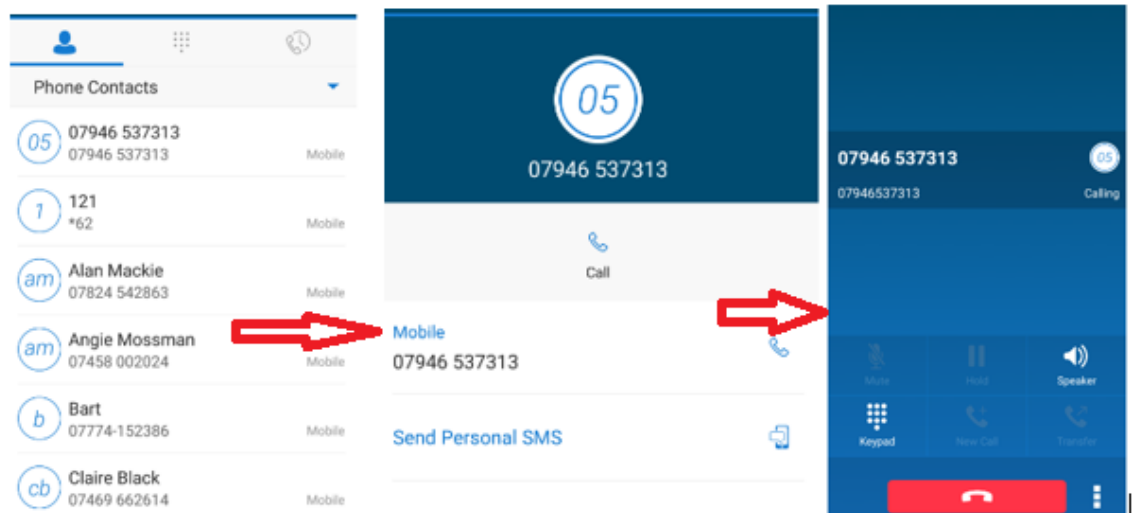 Phone Contacts
05
07946 537313
07946 537313 Mobile
1
121
*62 Mobile
am
Alan Mackie
07824 542863 Mobile
am
Angie Mossman
07458 002024 Mobile
b
Bart
07774-152386 Mobile
cb
Claire Black
07469 662614 Mobile
05
07946 537313
Call
Mobile
07946 537313
Send Personal SMS
07946 537313 05
07946537313 Calling
Mute Hold Speaker
Keypad New Call Transfer